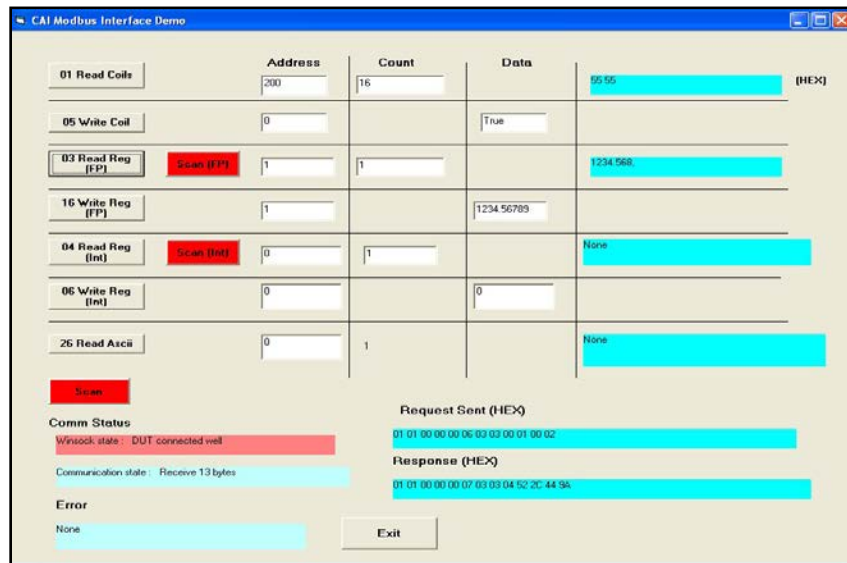 CAI Modbus Interface Demo
Address Count Data
01 Read Coils 200 16 55 55 (HEX)
05 Write Coil 0 True
03 Read Reg (FP) Scan (FP) 1 1 1234.568,
16 Write Reg (FP) 1 1234.56789
04 Read Reg (Int) Scan (Int) 0 1 None
06 Write Reg (Int) 0 0
26 Read Ascii 0 1 None
Scan
Comm Status
Winsock state : DUT connected well
Communication state : Receive 13 bytes
Error
None
Request Sent (HEX)
01 01 00 00 00 06 03 03 00 01 00 02
Response (HEX)
01 01 00 00 00 07 03 03 04 52 2C 44 9A
Exit